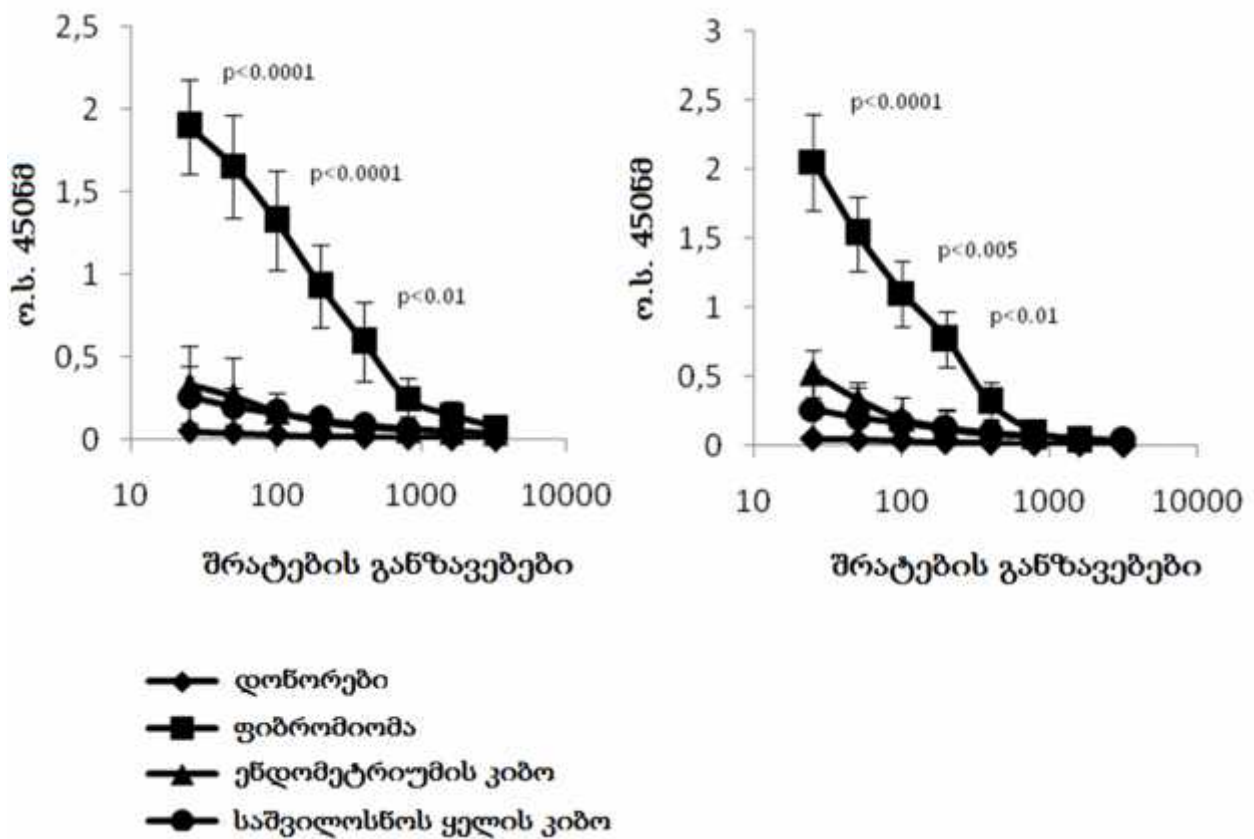 2,5
2
1,5
1
0,5
0
p<0.0001
p<0.0001
p<0.01
ო.ს. 450ნმ
10 100 1000 10000
შრატების განზავებები
3
2,5
2
1,5
1
0,5
0
p<0.0001
p<0.005
p<0.01
ო.ს. 450ნმ
10 100 1000 10000
შრატების განზავებები
დონორები
ფიბრომიომა
ენდომეტრიუმის კიბო
საშვილოსნოს ყელის კიბო